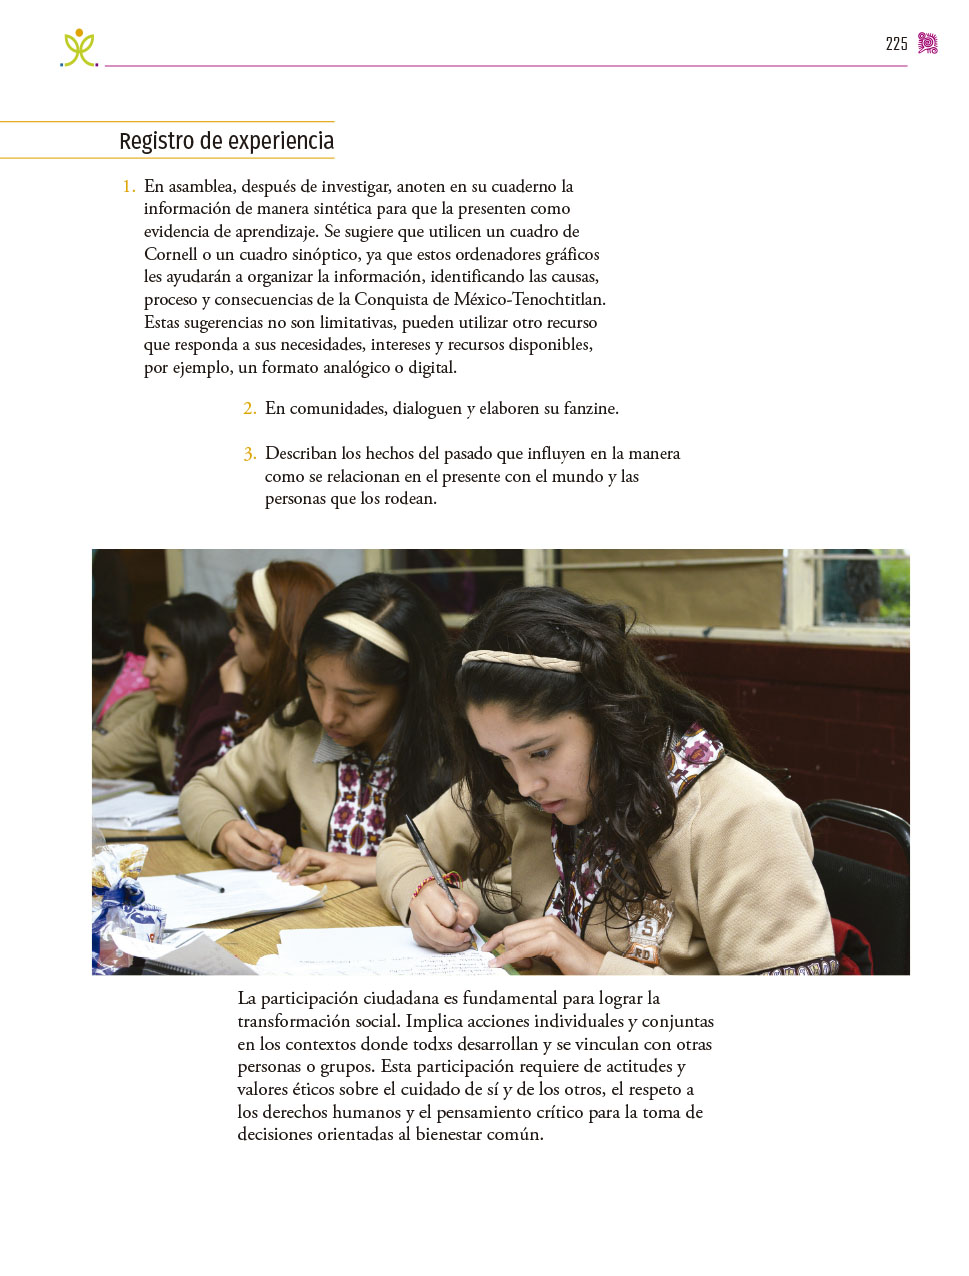 225
Registro de experiencia
1. En asamblea, después de investigar, anoten en su cuaderno la
información de manera sintética para que la presenten como
evidencia de aprendizaje. Se sugiere que utilicen un cuadro de
Cornell o un cuadro sinóptico, ya que estos ordenadores gráficos
les ayudarán a organizar la información, identificando las causas,
proceso y consecuencias de la Conquista de México-Tenochtitlan.
Estas sugerencias no son limitativas, pueden utilizar otro recurso
que responda a sus necesidades, intereses y recursos disponibles,
por ejemplo, un formato analógico o digital.
2. En comunidades, dialoguen y elaboren su fanzine.
3. Describan los hechos del pasado que influyen en la manera
como se relacionan en el presente con el mundo y las
personas que los rodean.
S
RD
La participación ciudadana es fundamental para lograr la
transformación social. Implica acciones individuales y conjuntas
en los contextos donde todxs desarrollan y se vinculan con otras
personas o grupos. Esta participación requiere de actitudes y
valores éticos sobre el cuidado de sí y de los otros, el respeto a
los derechos humanos y el pensamiento crítico para la toma de
decisiones orientadas al bienestar común.